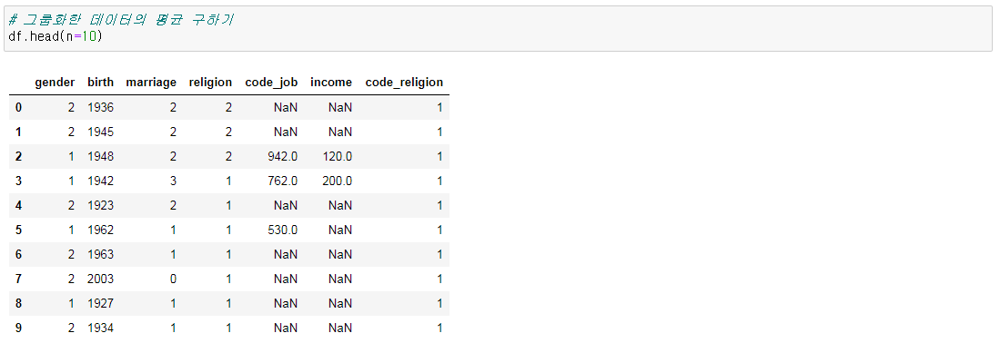 # 그룹화한 데이터의 평균 구하기
df.head(n=10)
gender birth marriage religion code_job income code_religion
0 2 1936 2 2 NaN NaN 1
1 2 1945 2 2 NaN NaN 1
2 1 1948 2 2 942.0 120.0 1
3 1 1942 3 1 762.0 200.0 1
4 2 1923 2 1 NaN NaN 1
5 1 1962 1 1 530.0 NaN 1
6 2 1963 1 1 NaN NaN 1
7 2 2003 0 1 NaN NaN 1
8 1 1927 1 1 NaN NaN 1
9 2 1934 1 1 NaN NaN 1